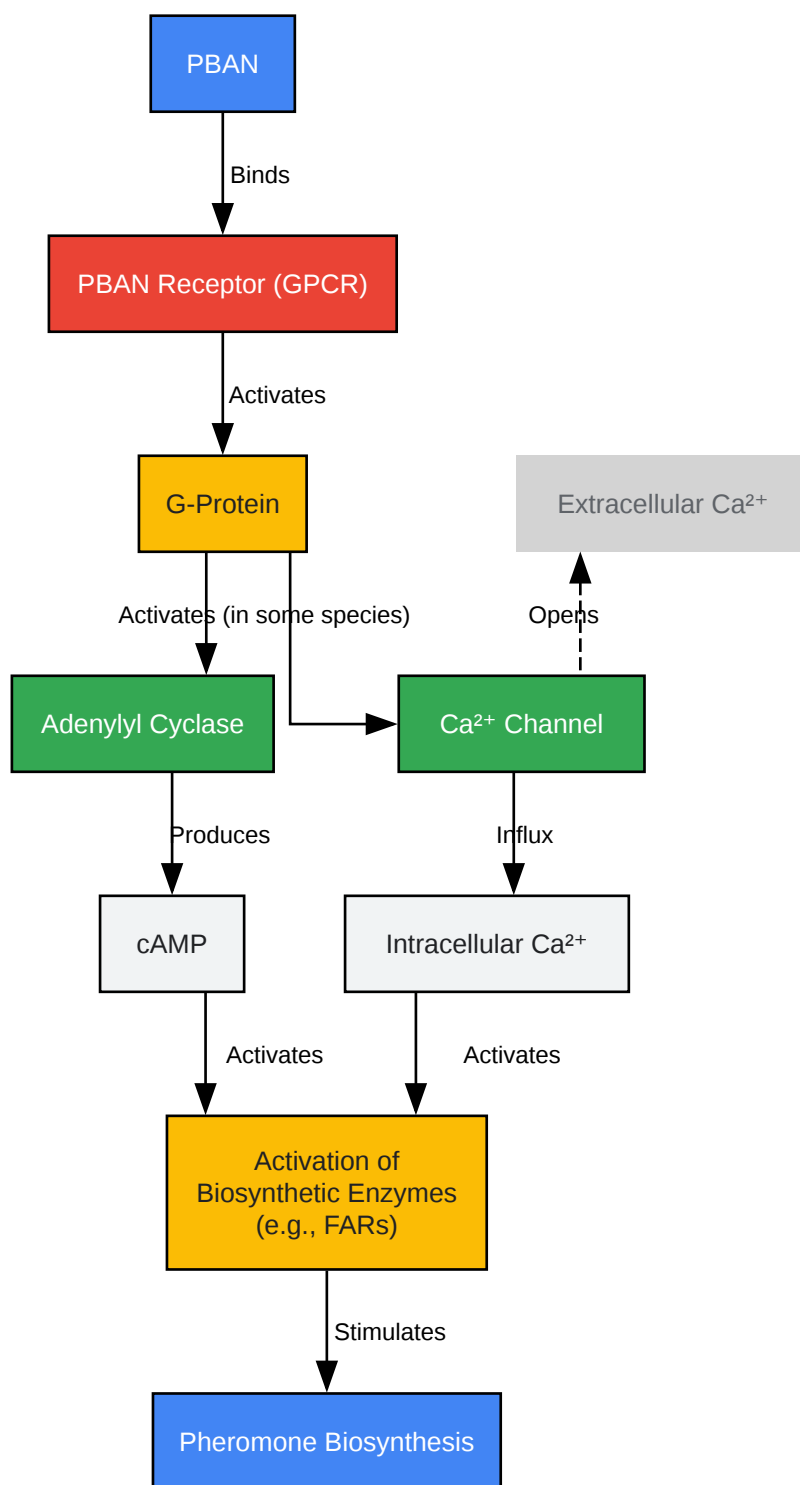 PBAN
Binds
PBAN Receptor (GPCR)
Activates
G-Protein
Extracellular Ca²⁺
Activates (in some species)
Opens
Adenylyl Cyclase
Ca²⁺ Channel
Produces
Influx
cAMP
Intracellular Ca²⁺
Activates
Activates
Activation of
Biosynthetic Enzymes
(e.g., FARs)
Stimulates
Pheromone Biosynthesis